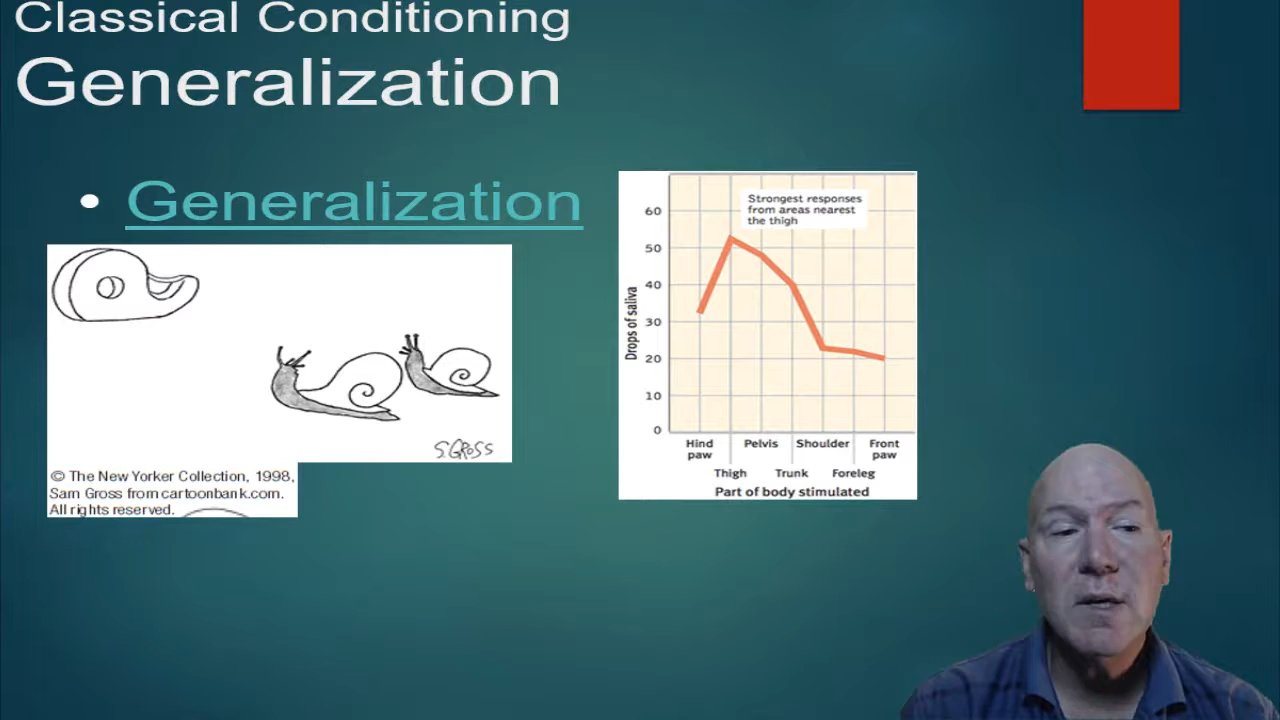 Classical Conditioning
Generalization
• Generalization
S.GROSS
© The New Yorker Collection, 1998,
Sam Gross from cartoonbank.com.
All rights reserved.
Strongest responses
from areas nearest
the thigh
60
50
40
30
20
10
0
Drops of saliva
Hind
paw
Thigh
Pelvis
Trunk
Shoulder
Foreleg
Front
paw
Part of body stimulated